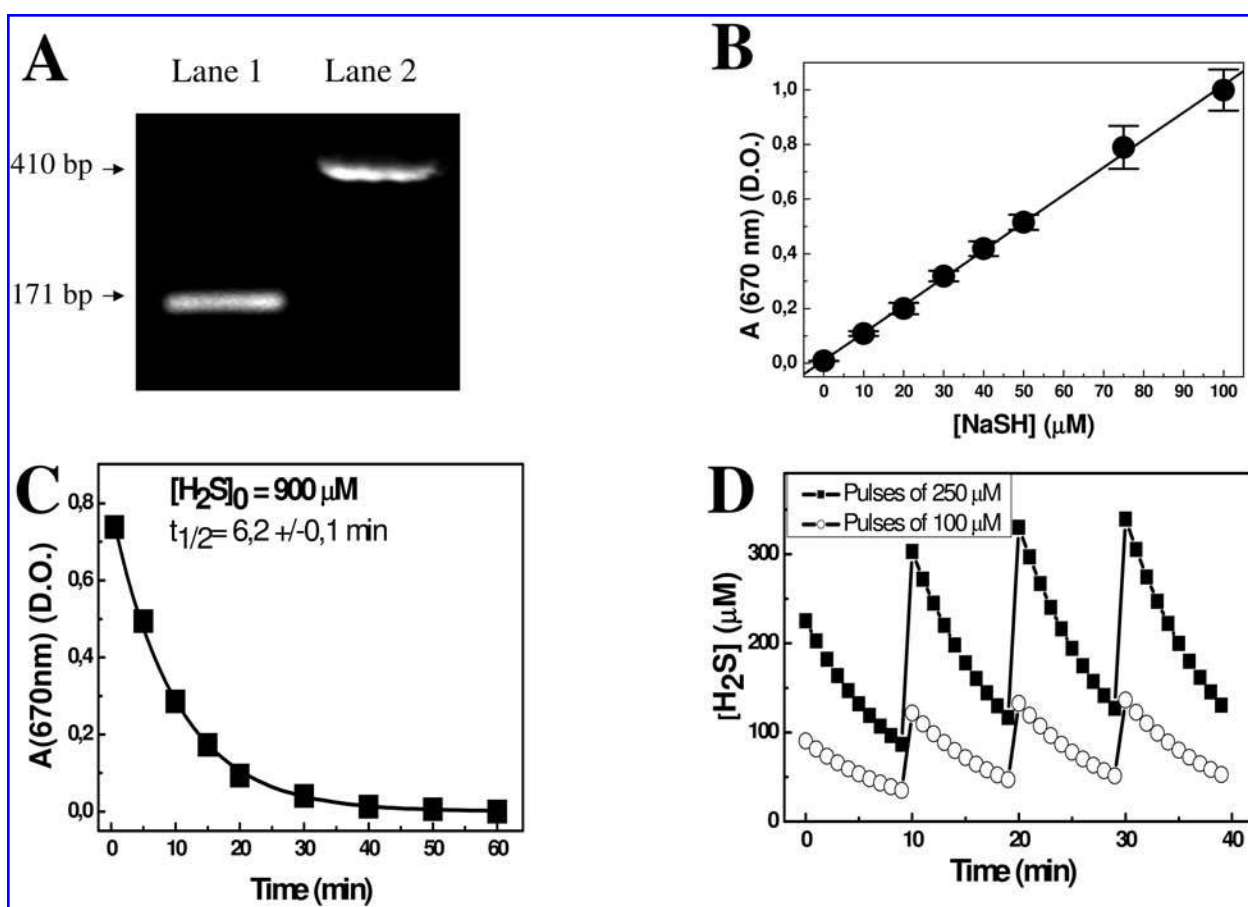 A
Lane 1 Lane 2
410 bp
171 bp
B
A (670 nm) (D.O.)
1,0
0,8
0,6
0,4
0,2
0,0
0 10 20 30 40 50 60 70 80 90 100
[NaSH] (μM)
C
[H2S]0 = 900 μM
t1/2= 6,2 +/-0,1 min
A(670nm) (D.O.)
0,8
0,6
0,4
0,2
0,0
0 10 20 30 40 50 60
Time (min)
D
Pulses of 250 μM
Pulses of 100 μM
[H2S] (μM)
300
200
100
0
0 10 20 30 40
Time (min)